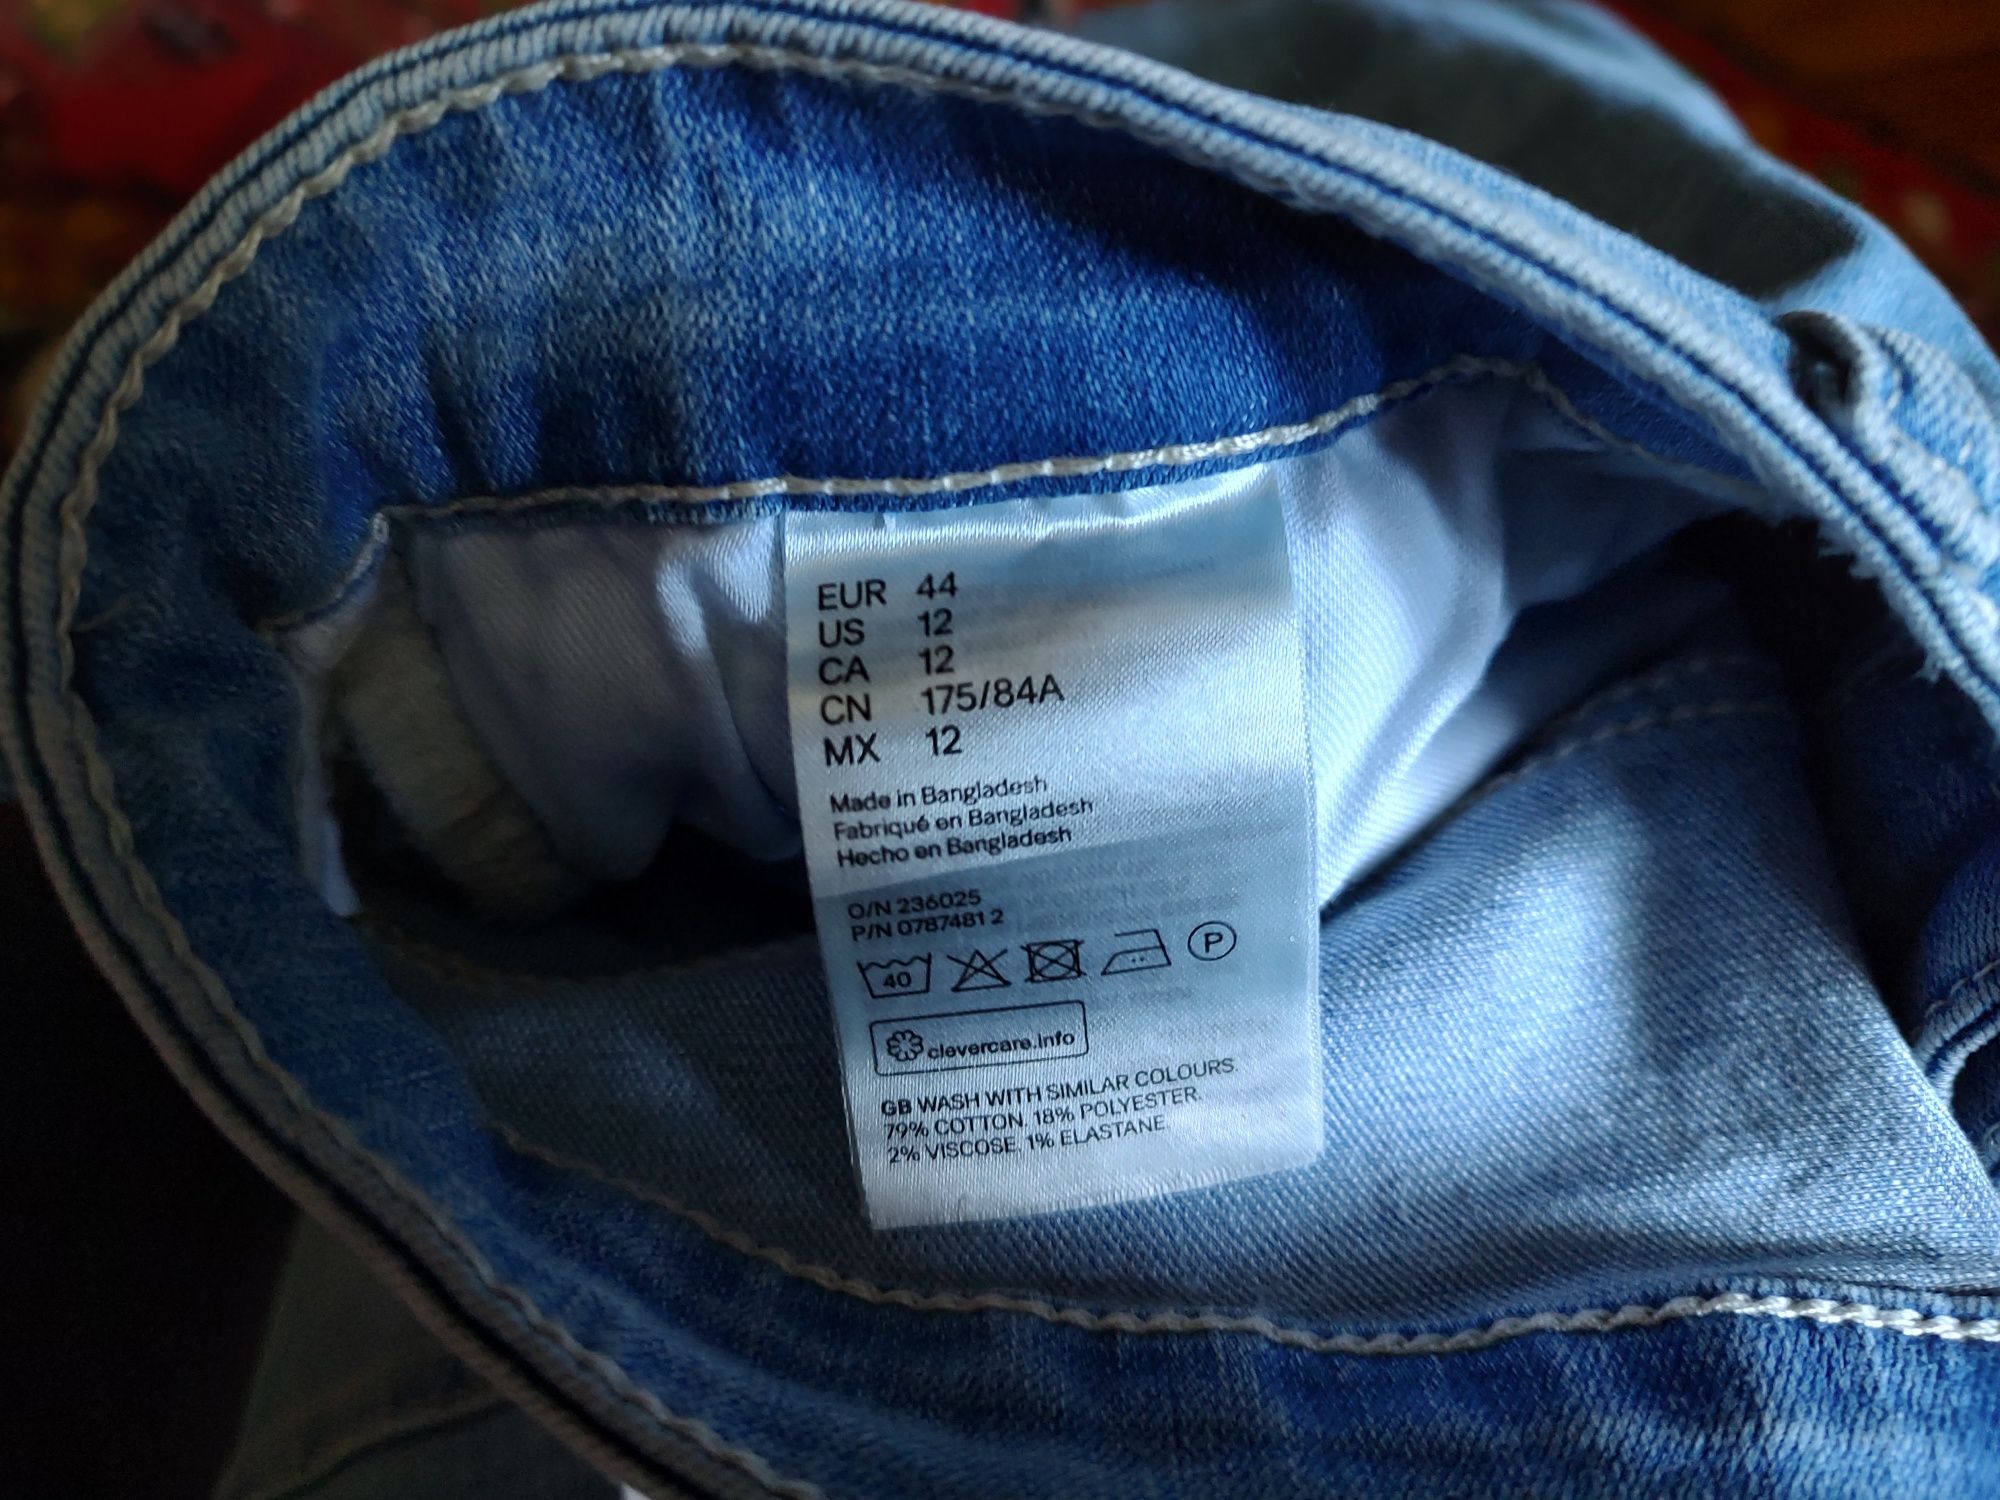 EUR 44
US 12
CA 12
CN 175/84A
MX 12
Made in Bangladesh
Fabriqué en Bangladesh
Hecho en Bangladesh
O/N 236025
P/N 0787481 2
40 P
clevercare.info
GB WASH WITH SIMILAR COLOURS.
79% COTTON. 18% POLYESTER.
2% VISCOSE. 1% ELASTANE.